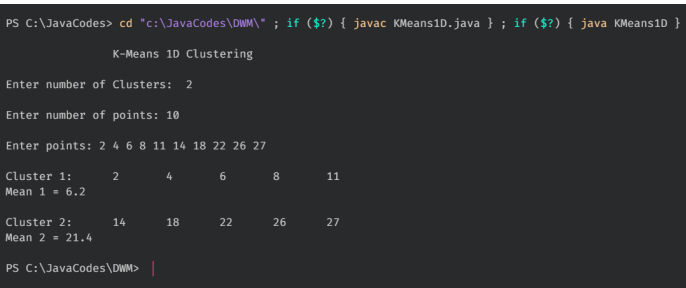 PS C:\JavaCodes> cd "c:\JavaCodes\DWM\" ; if ($?) { javac KMeans1D.java } ; if ($?) { java KMeans1D }
K-Means 1D Clustering
Enter number of Clusters: 2
Enter number of points: 10
Enter points: 2 4 6 8 11 14 18 22 26 27
Cluster 1: 2 4 6 8 11
Mean 1 = 6.2
Cluster 2: 14 18 22 26 27
Mean 2 = 21.4
PS C:\JavaCodes\DWM>